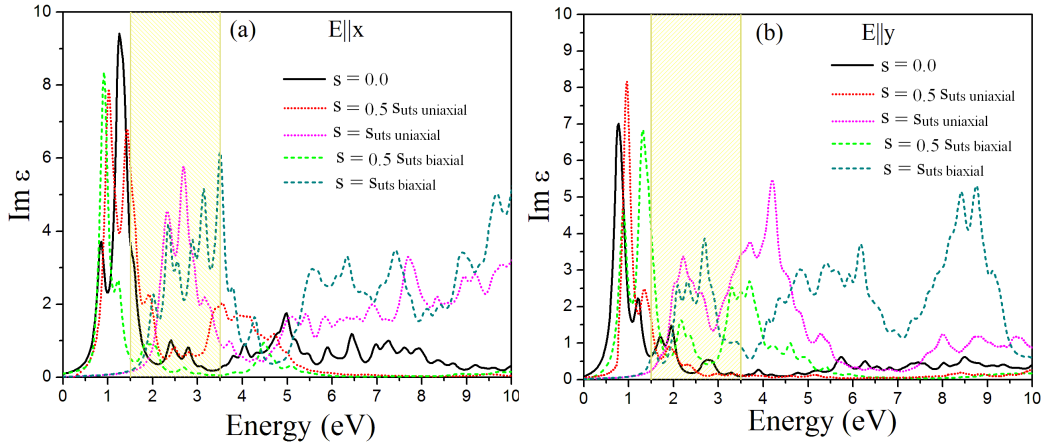 10
8
6
4
2
0
Im ε
(a)
E||x
s = 0.0
s = 0.5 suts uniaxial
s = suts uniaxial
s = 0.5 suts biaxial
s = suts biaxial
0 1 2 3 4 5 6 7 8 9 10
Energy (eV)
10
9
8
7
6
5
4
3
2
1
0
Im ε
(b)
E||y
s = 0.0
s = 0.5 suts uniaxial
s = suts uniaxial
s = 0.5 suts biaxial
s = suts biaxial
0 1 2 3 4 5 6 7 8 9 10
Energy (eV)